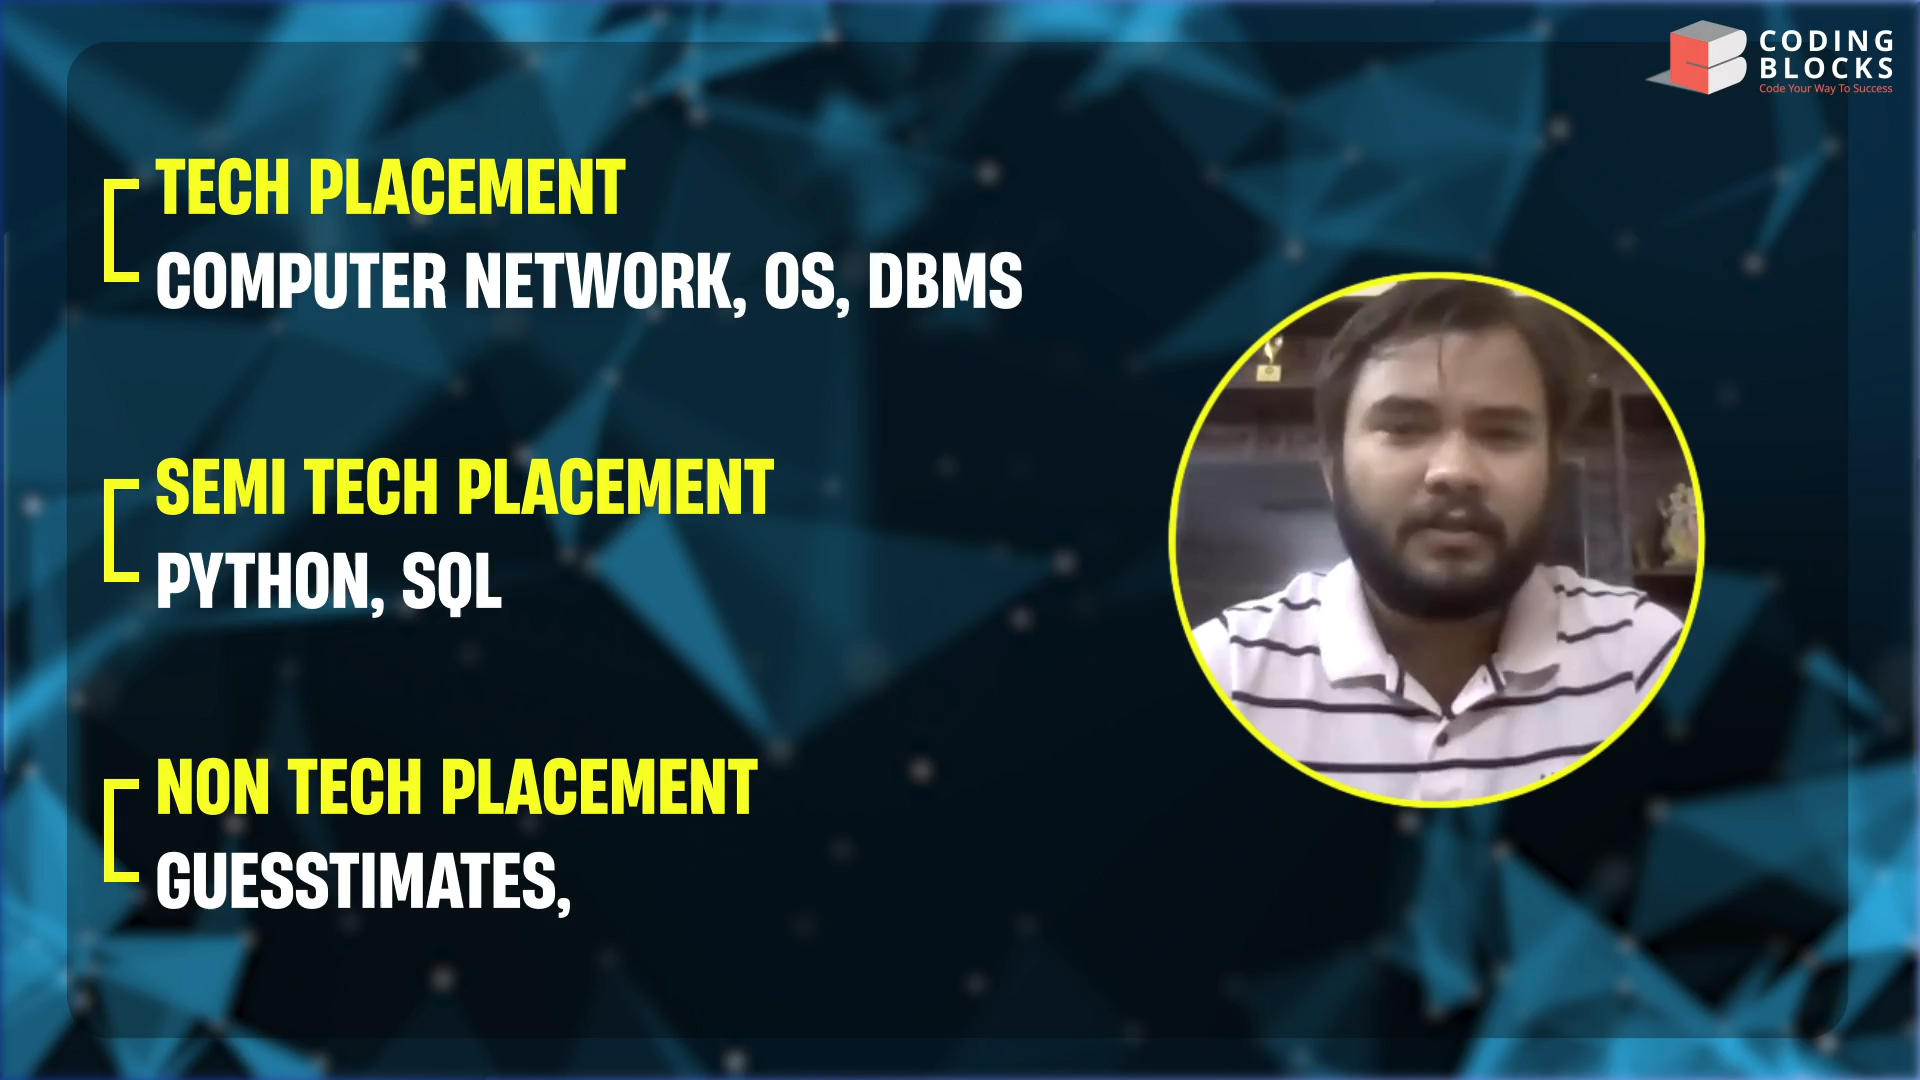 CODING
BLOCKS
Code Your Way To Success
TECH PLACEMENT
COMPUTER NETWORK, OS, DBMS
SEMI TECH PLACEMENT
PYTHON, SQL
NON TECH PLACEMENT
GUESSTIMATES,